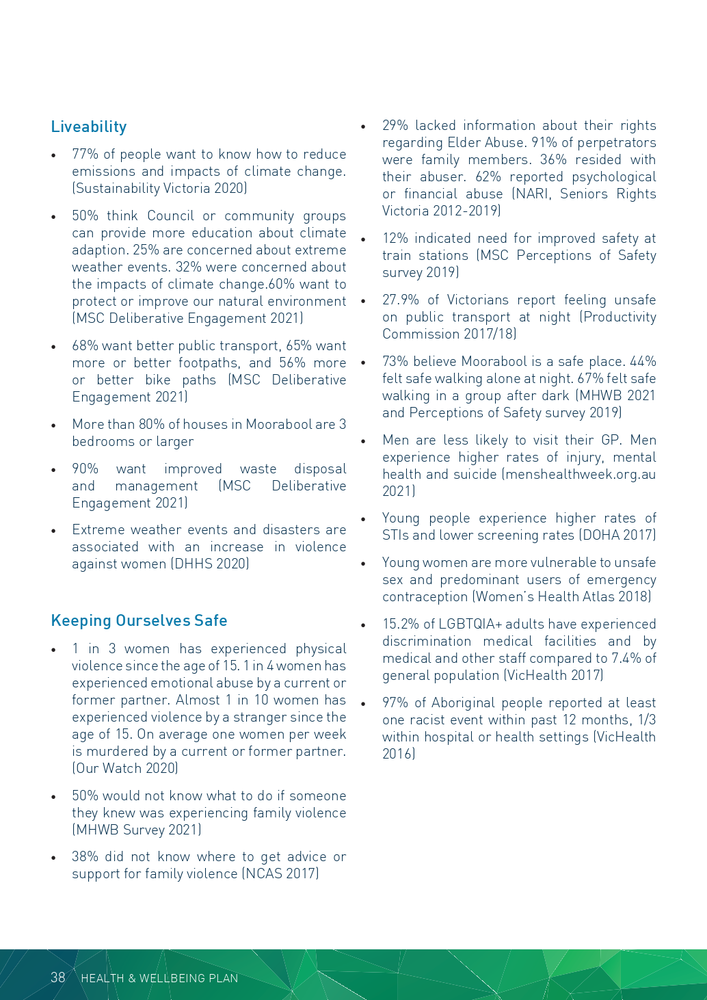 Liveability
• 77% of people want to know how to reduce
emissions and impacts of climate change.
(Sustainability Victoria 2020)
• 50% think Council or community groups
can provide more education about climate
adaption. 25% are concerned about extreme
weather events. 32% were concerned about
the impacts of climate change.60% want to
protect or improve our natural environment
(MSC Deliberative Engagement 2021)
• 68% want better public transport, 65% want
more or better footpaths, and 56% more
or better bike paths (MSC Deliberative
Engagement 2021)
• More than 80% of houses in Moorabool are 3
bedrooms or larger
• 90% want improved waste disposal
and management (MSC Deliberative
Engagement 2021)
• Extreme weather events and disasters are
associated with an increase in violence
against women (DHHS 2020)
Keeping Ourselves Safe
• 1 in 3 women has experienced physical
violence since the age of 15. 1 in 4 women has
experienced emotional abuse by a current or
former partner. Almost 1 in 10 women has
experienced violence by a stranger since the
age of 15. On average one women per week
is murdered by a current or former partner.
(Our Watch 2020)
• 50% would not know what to do if someone
they knew was experiencing family violence
(MHWB Survey 2021)
• 38% did not know where to get advice or
support for family violence (NCAS 2017)
• 29% lacked information about their rights
regarding Elder Abuse. 91% of perpetrators
were family members. 36% resided with
their abuser. 62% reported psychological
or financial abuse (NARI, Seniors Rights
Victoria 2012-2019)
• 12% indicated need for improved safety at
train stations (MSC Perceptions of Safety
survey 2019)
• 27.9% of Victorians report feeling unsafe
on public transport at night (Productivity
Commission 2017/18)
• 73% believe Moorabool is a safe place. 44%
felt safe walking alone at night. 67% felt safe
walking in a group after dark (MHWB 2021
and Perceptions of Safety survey 2019)
• Men are less likely to visit their GP. Men
experience higher rates of injury, mental
health and suicide (menshealthweek.org.au
2021)
• Young people experience higher rates of
STIs and lower screening rates (DOHA 2017)
• Young women are more vulnerable to unsafe
sex and predominant users of emergency
contraception (Women’s Health Atlas 2018)
• 15.2% of LGBTQIA+ adults have experienced
discrimination medical facilities and by
medical and other staff compared to 7.4% of
general population (VicHealth 2017)
• 97% of Aboriginal people reported at least
one racist event within past 12 months, 1/3
within hospital or health settings (VicHealth
2016)
38 HEALTH & WELLBEING PLAN